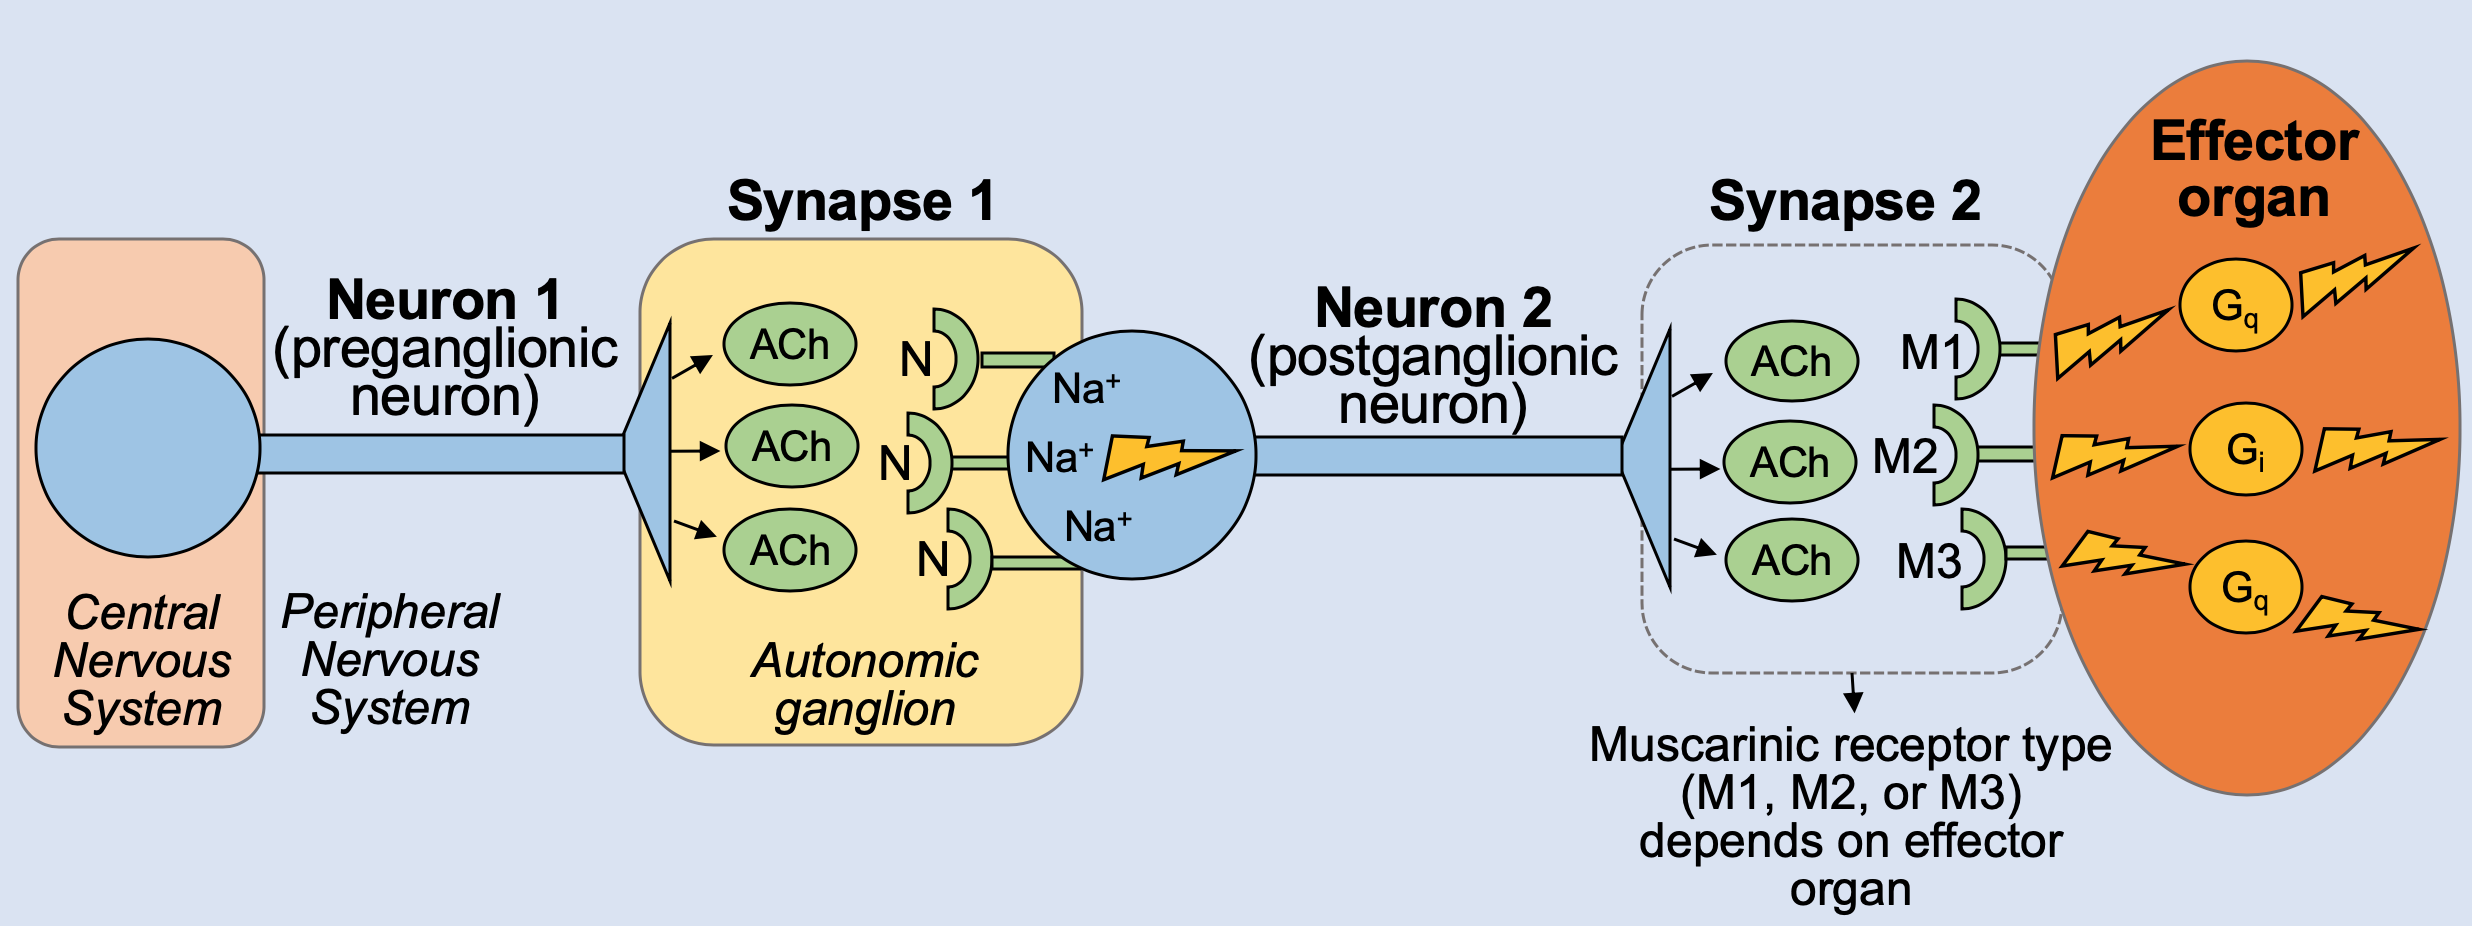 Central
Nervous
System
Neuron 1
(preganglionic
neuron)
Peripheral
Nervous
System
Synapse 1
ACh
ACh
ACh
N
N
N
Autonomic
ganglion
Na⁺
Na⁺
Na⁺
Neuron 2
(postganglionic
neuron)
Synapse 2
ACh
ACh
ACh
M1
M2
M3
Muscarinic receptor type
(M1, M2, or M3)
depends on effector
organ
Effector
organ
Gq
Gi
Gq